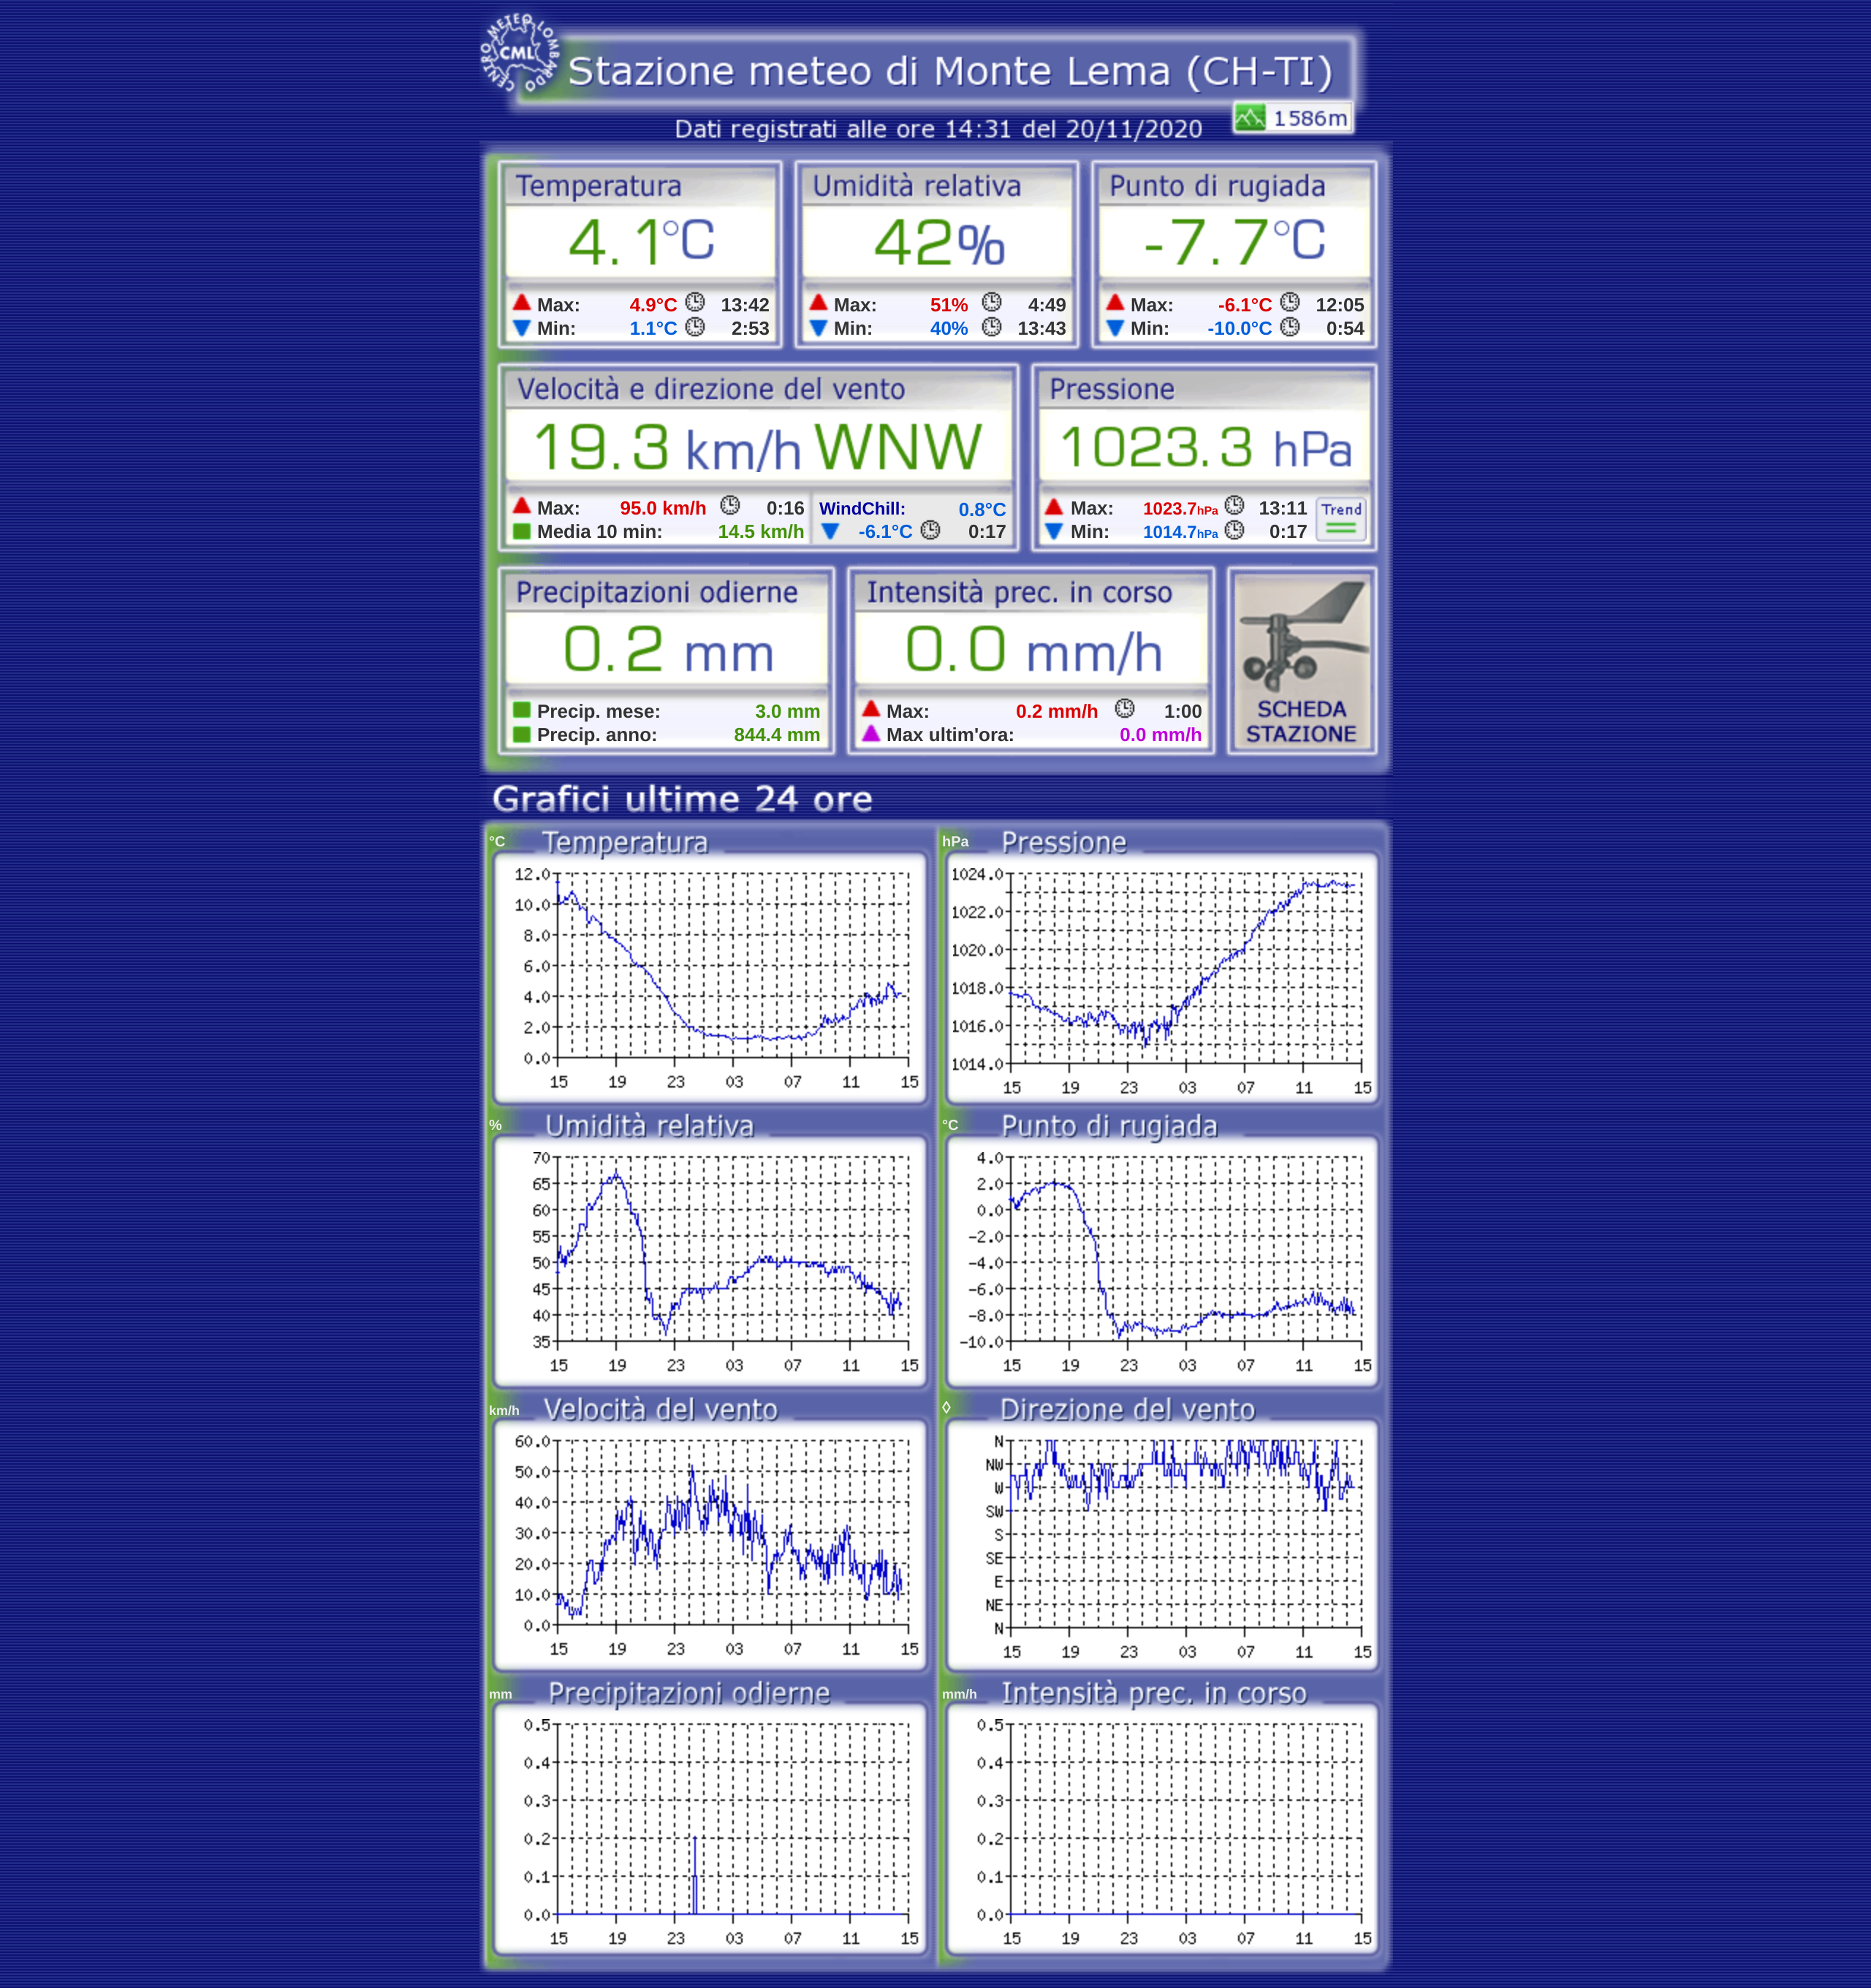 CENTRO METEO LOMBARDO
CML
Stazione meteo di Monte Lema (CH-TI)
1586m
Dati registrati alle ore 14:31 del 20/11/2020
Temperatura Umidità relativa Punto di rugiada
4.1°C 42% -7.7°C
Max: 4.9°C 13:42 Max: 51% 4:49 Max: -6.1°C 12:05
Min: 1.1°C 2:53 Min: 40% 13:43 Min: -10.0°C 0:54
Velocità e direzione del vento Pressione
19.3 km/h WNW 1023.3 hPa
Max: 95.0 km/h 0:16 WindChill: 0.8°C Max: 1023.7hPa 13:11 Trend
Media 10 min: 14.5 km/h -6.1°C 0:17 Min: 1014.7hPa 0:17
Precipitazioni odierne Intensità prec. in corso
0.2 mm 0.0 mm/h
Precip. mese: 3.0 mm Max: 0.2 mm/h 1:00 SCHEDA
Precip. anno: 844.4 mm Max ultim'ora: 0.0 mm/h STAZIONE
Grafici ultime 24 ore
°C Temperatura hPa Pressione
12.0 1024.0
10.0 1022.0
8.0 1020.0
6.0 1018.0
4.0 1016.0
2.0 1014.0
0.0
15 19 23 03 07 11 15 15 19 23 03 07 11 15
% Umidità relativa °C Punto di rugiada
70 4.0
65 2.0
60 0.0
55 -2.0
50 -4.0
45 -6.0
40 -8.0
35 -10.0
15 19 23 03 07 11 15 15 19 23 03 07 11 15
km/h Velocità del vento ◊ Direzione del vento
60.0 N
50.0 NW
40.0 W
30.0 SW
20.0 S
10.0 SE
0.0 E
NE
N
15 19 23 03 07 11 15 15 19 23 03 07 11 15
mm Precipitazioni odierne mm/h Intensità prec. in corso
0.5 0.5
0.4 0.4
0.3 0.3
0.2 0.2
0.1 0.1
0.0 0.0
15 19 23 03 07 11 15 15 19 23 03 07 11 15